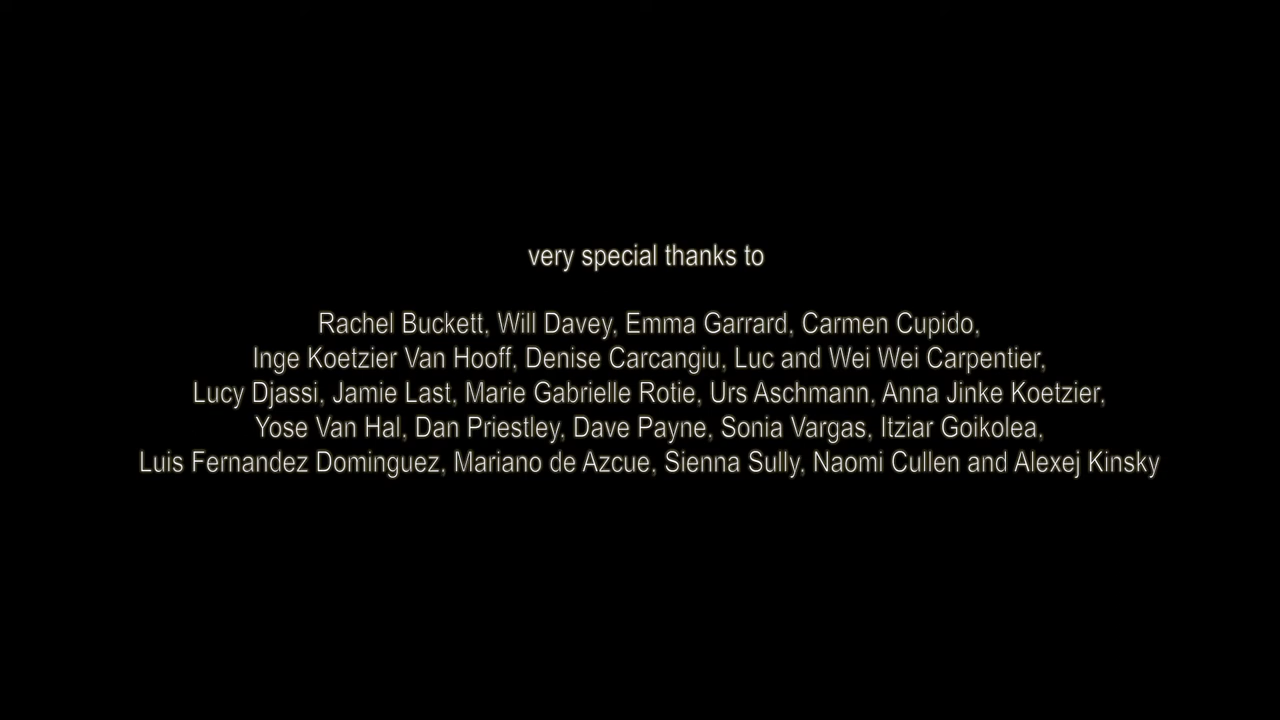 very special thanks to
Rachel Buckett, Will Davey, Emma Garrard, Carmen Cupido,
Inge Koetzier Van Hooff, Denise Carcangiu, Luc and Wei Wei Carpentier,
Lucy Djassi, Jamie Last, Marie Gabrielle Rotie, Urs Aschmann, Anna Jinke Koetzier,
Yose Van Hal, Dan Priestley, Dave Payne, Sonia Vargas, Itziar Goikolea,
Luis Fernandez Dominguez, Mariano de Azcue, Sienna Sully, Naomi Cullen and Alexej Kinsky